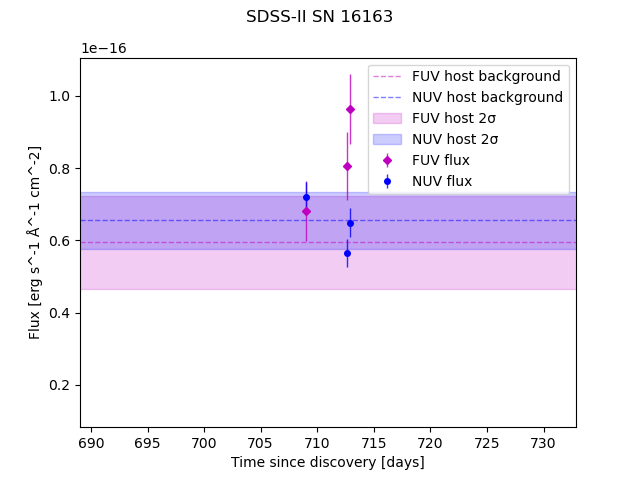 SDSS-II SN 16163
1e−16
FUV host background
NUV host background
FUV host 2σ
NUV host 2σ
FUV flux
NUV flux
1.0
0.8
0.6
0.4
0.2
Flux [erg s^-1 Å^-1 cm^-2]
690 695 700 705 710 715 720 725 730
Time since discovery [days]